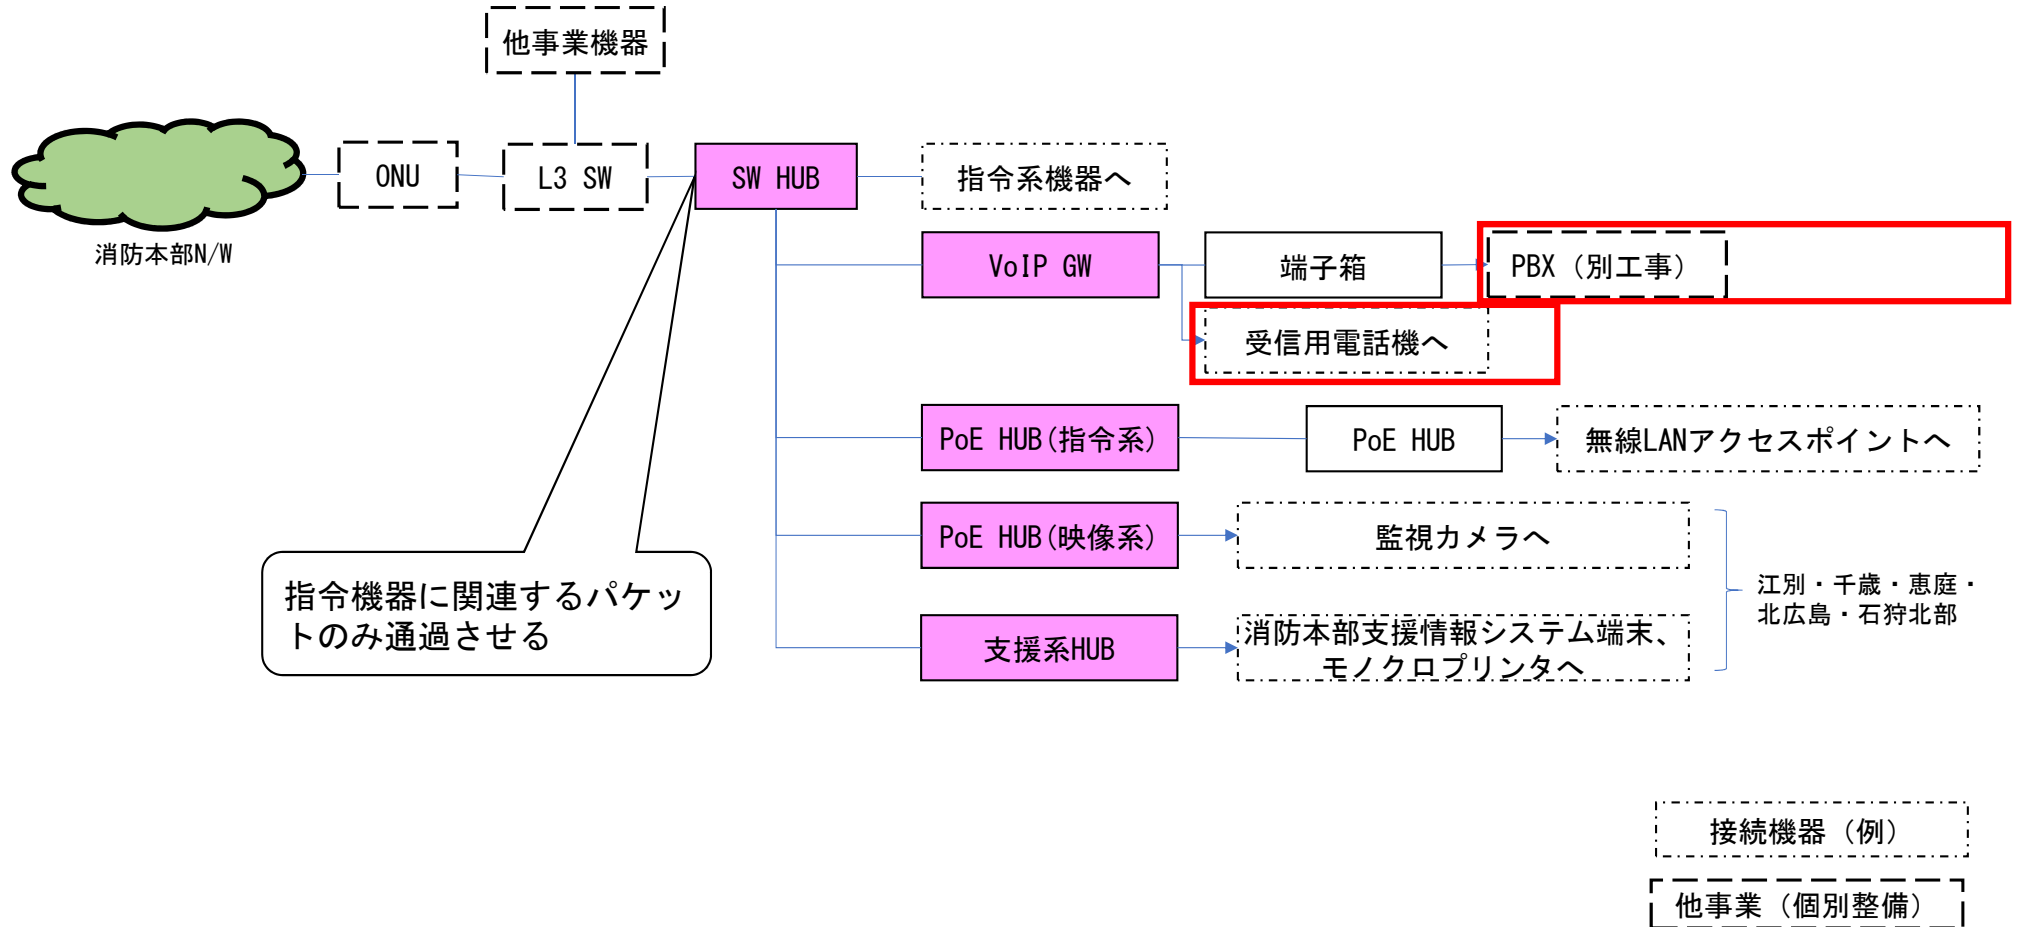 他事業機器
ONU
L3 SW
SW HUB
指令系機器へ
消防本部N/W
VoIP GW
端子箱
PBX（別工事）
受信用電話機へ
PoE HUB(指令系)
PoE HUB
無線LANアクセスポイントへ
PoE HUB(映像系)
監視カメラへ
指令機器に関連するパケッ
トのみ通過させる
江別・千歳・恵庭・
北広島・石狩北部
支援系HUB
消防本部支援情報システム端末、
モノクロプリンタへ
接続機器（例）
他事業（個別整備）